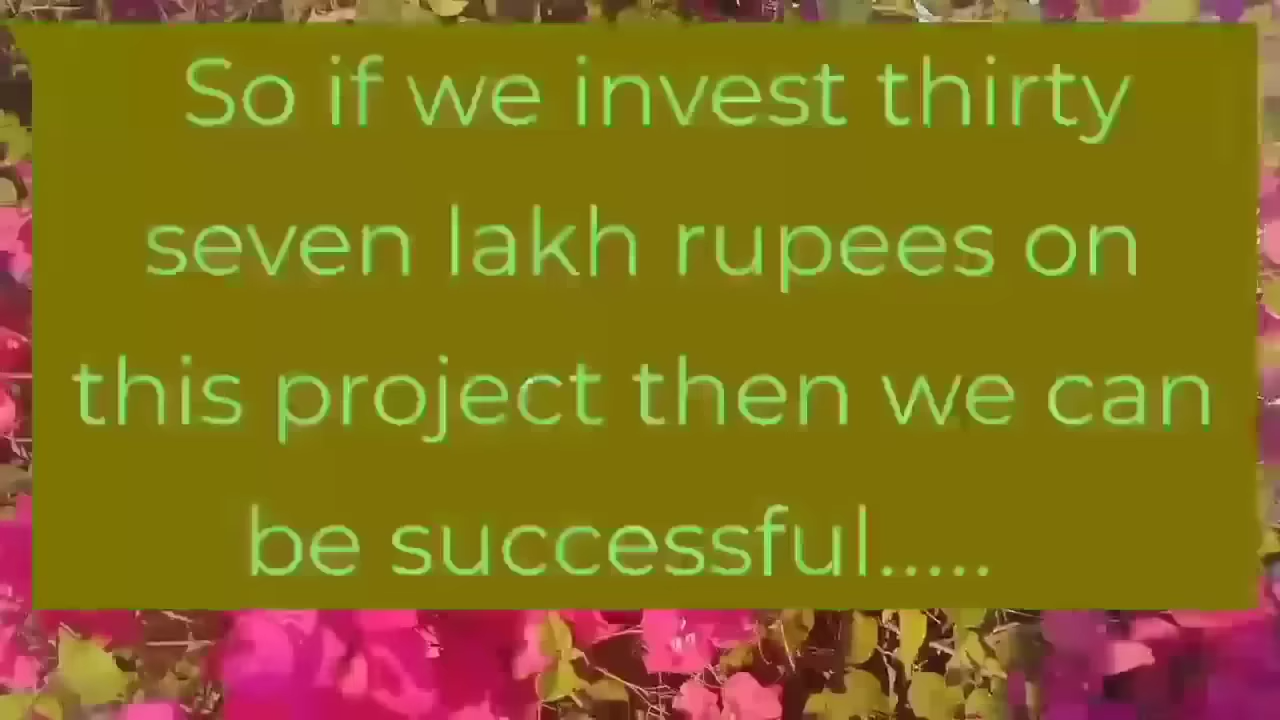 So if we invest thirty
seven lakh rupees on
this project then we can
be successful.....